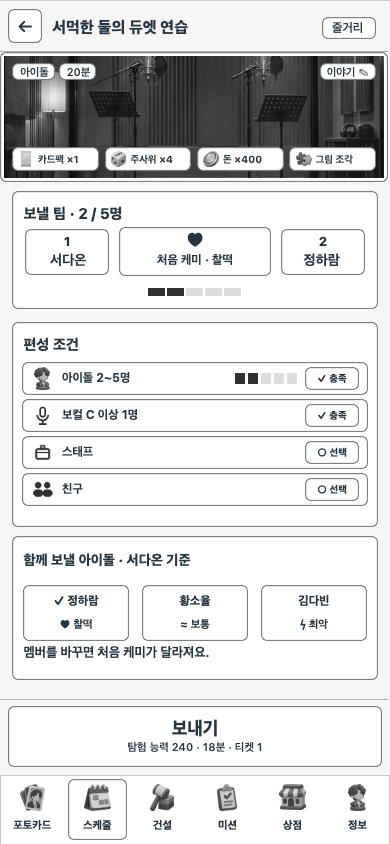 서먹한 둘의 듀엣 연습
줄거리
아이돌
20분
이야기
카드팩 ×1
주사위 ×4
돈 ×400
그림 조각
보낼 팀 · 2 / 5명
1
서다온
처음 케미 · 찰떡
2
정하람
편성 조건
아이돌 2~5명
충족
보컬 C 이상 1명
충족
스태프
선택
친구
선택
함께 보낼 아이돌 · 서다온 기준
정하람
찰떡
황소율
≈ 보통
김다빈
최악
멤버를 바꾸면 처음 케미가 달라져요.
보내기
탐험 능력 240 · 18분 · 티켓 1
포토카드
스케줄
건설
미션
상점
정보